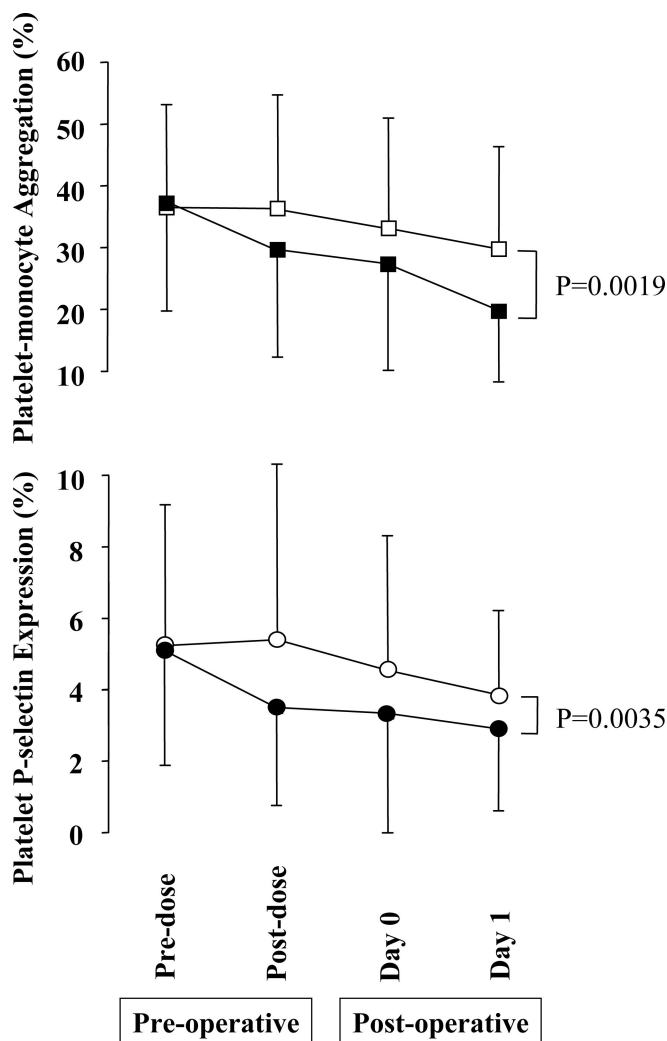 Platelet-monocyte Aggregation (%)
60
50
40
30
20
10
P=0.0019
Platelet P-selectin Expression (%)
10
8
6
4
2
0
P=0.0035
Pre-dose
Post-dose
Day 0
Day 1
Pre-operative
Post-operative